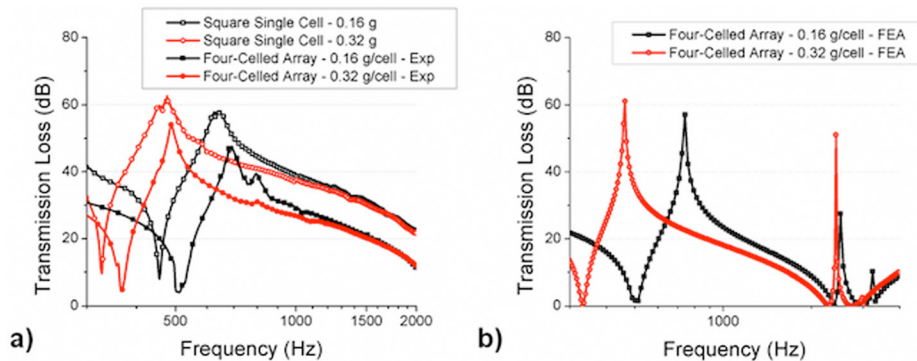 Square Single Cell - 0.16 g
Square Single Cell - 0.32 g
Four-Celled Array - 0.16 g/cell - Exp
Four-Celled Array - 0.32 g/cell - Exp
80
60
40
20
0
Transmission Loss (dB)
500
1000
2000
Frequency (Hz)
a)
Four-Celled Array - 0.16 g/cell - FEA
Four-Celled Array - 0.32 g/cell - FEA
80
60
40
20
0
Transmission Loss (dB)
1000
4000
Frequency (Hz)
b)